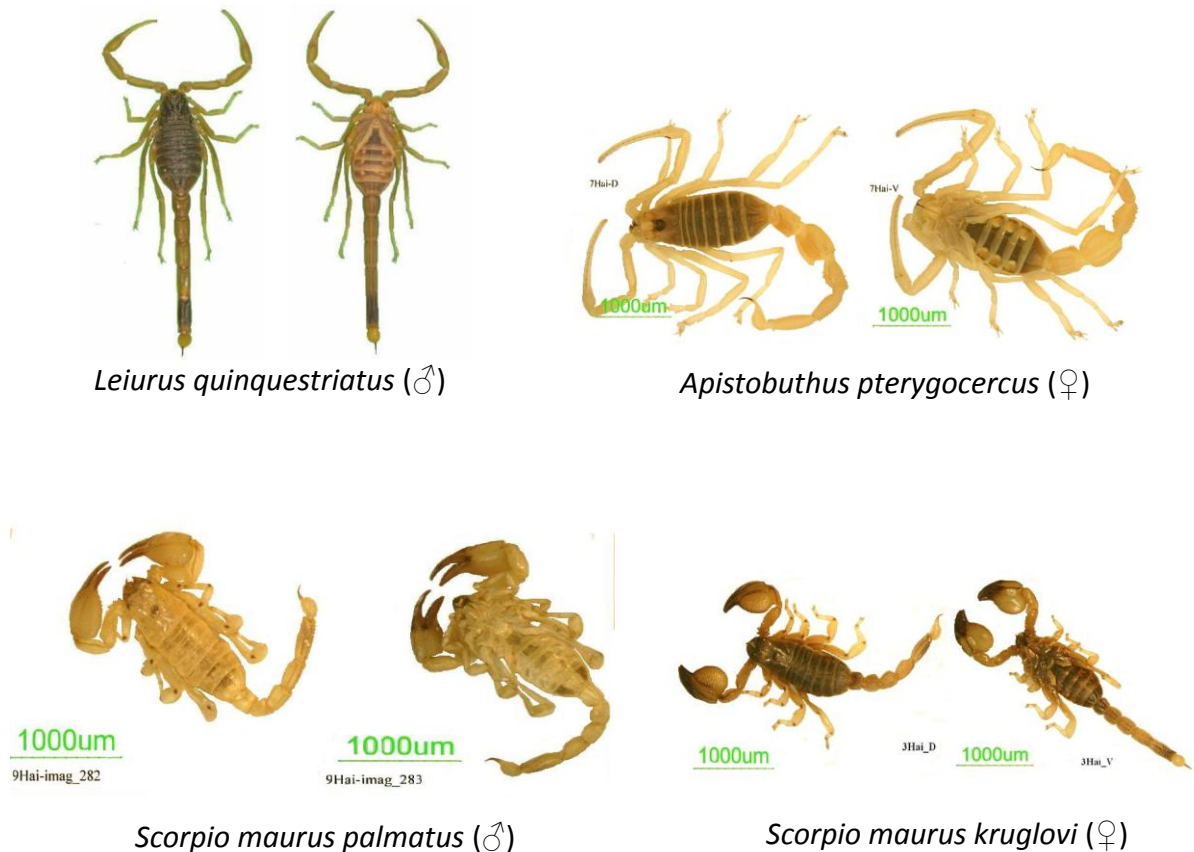 7Hai-D
7Hai-V
1000um
1000um
Leiurus quinquestriatus (♂)
Apistobuthus pterygocercus (♀)
1000um
9Hai-imag_282
1000um
9Hai-imag_283
1000um
3Hai_D
1000um
3Hai_V
Scorpio maurus palmatus (♂)
Scorpio maurus kruglovi (♀)